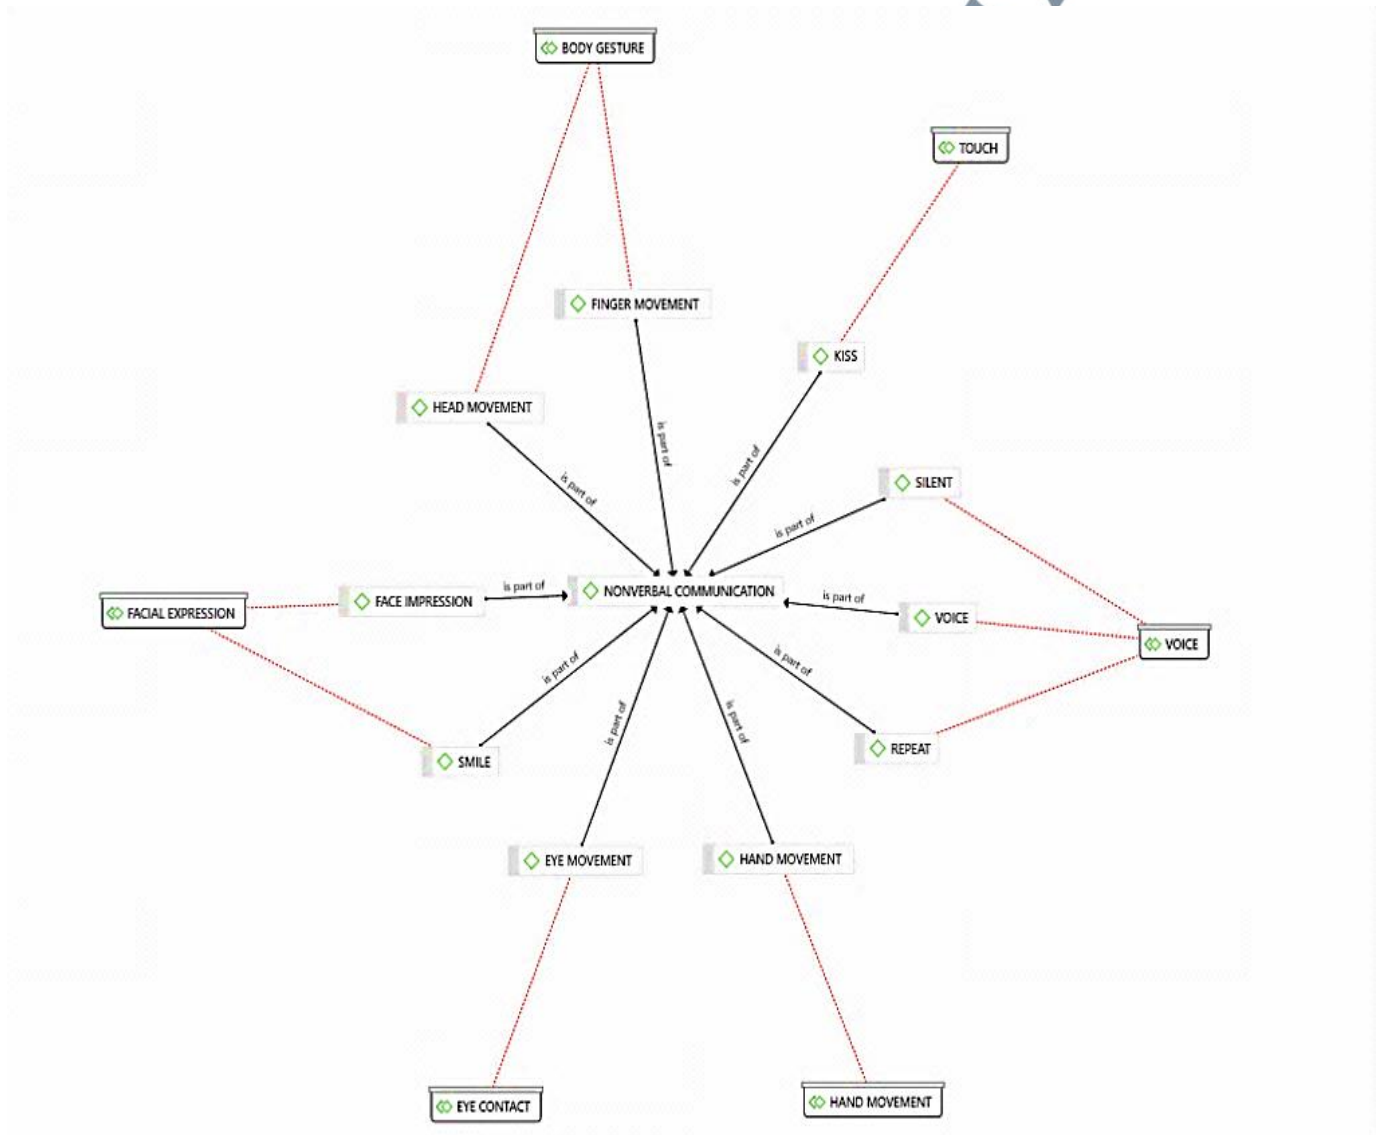 BODY GESTURE
TOUCH
FINGER MOVEMENT
KISS
HEAD MOVEMENT
is part of
is part of
is part of
SILENT
is part of
NONVERBAL COMMUNICATION
is part of
FACE IMPRESSION
FACIAL EXPRESSION
is part of
VOICE
VOICE
is part of
is part of
is part of
is part of
REPEAT
SMILE
EYE MOVEMENT
HAND MOVEMENT
EYE CONTACT
HAND MOVEMENT